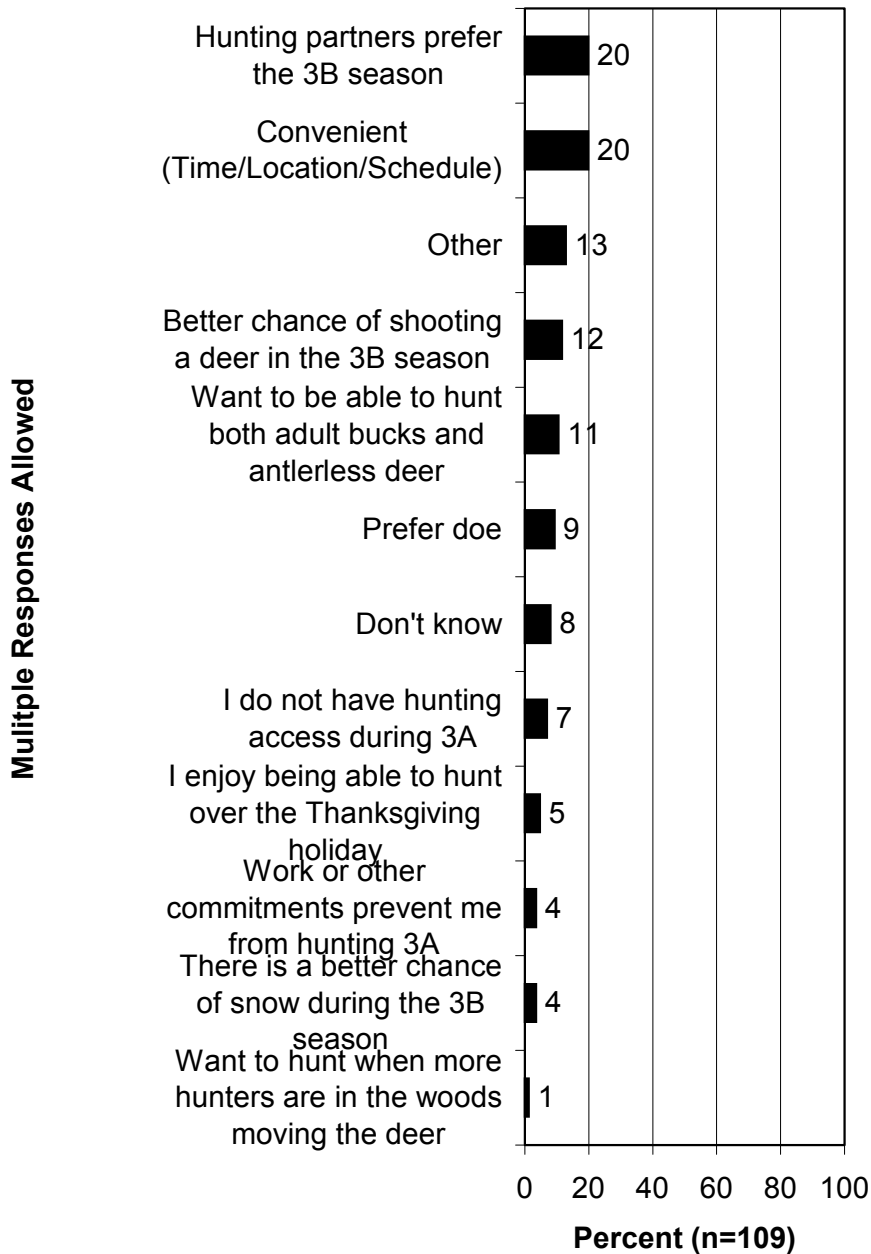 Mulitple Responses Allowed
Hunting partners prefer
the 3B season
20
Convenient
(Time/Location/Schedule)
20
Other
13
Better chance of shooting
a deer in the 3B season
12
Want to be able to hunt
both adult bucks and
antlerless deer
11
Prefer doe
9
Don't know
8
I do not have hunting
access during 3A
7
I enjoy being able to hunt
over the Thanksgiving
holiday
5
Work or other
commitments prevent me
from hunting 3A
4
There is a better chance
of snow during the 3B
season
4
Want to hunt when more
hunters are in the woods
moving the deer
1
0 20 40 60 80 100
Percent (n=109)